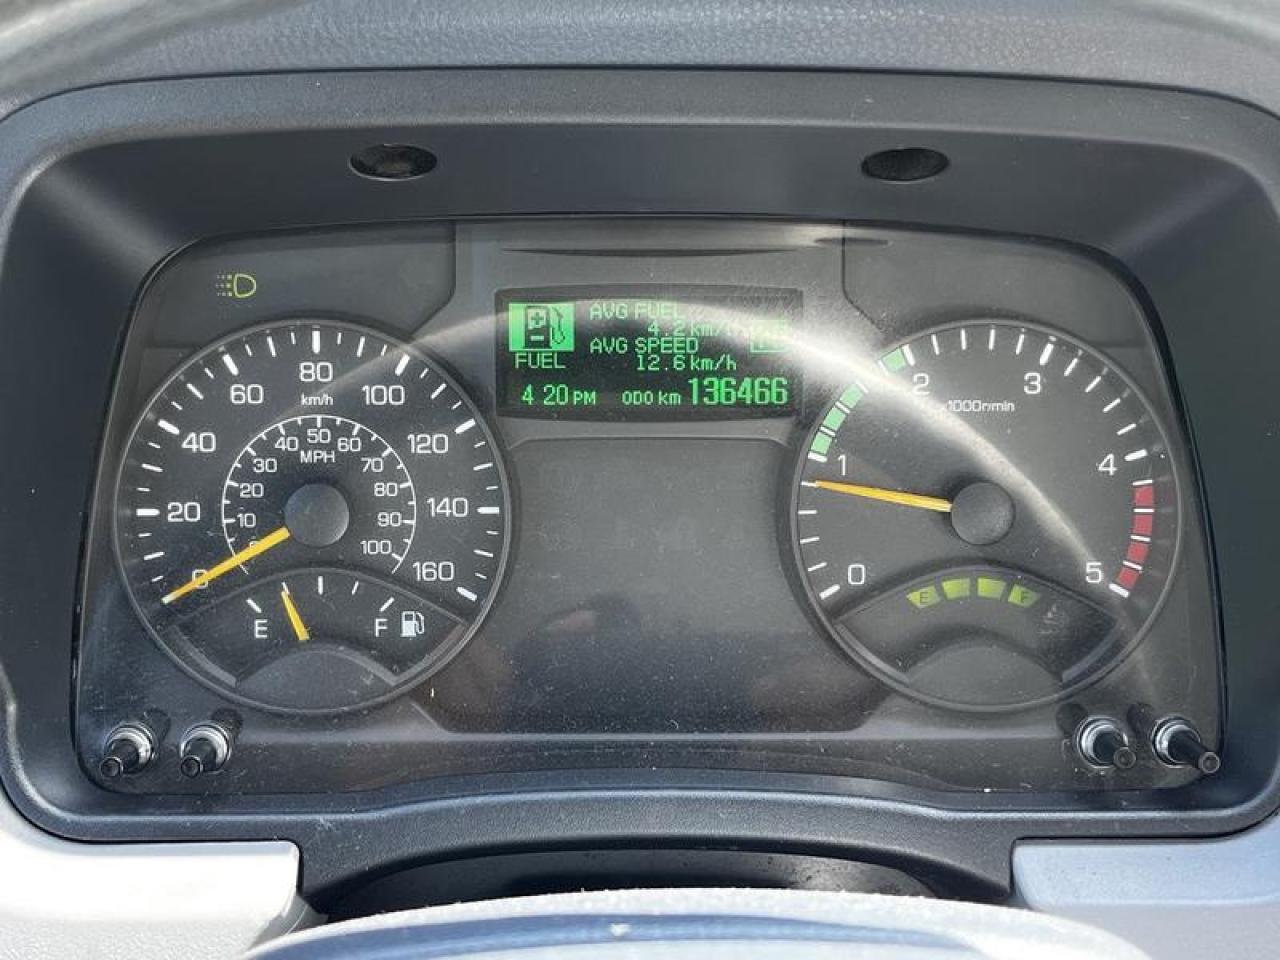 AVG FUEL
4.2 km/l
AVG SPEED
12.6 km/h
FUEL
4 20 PM ODO km 136466
0 20 40 60 80 100 120 140 160
km/h
10 20 30 40 50 60 70 80 90 100
MPH
E F
0 1 2 3 4 5
x1000r/min
E F